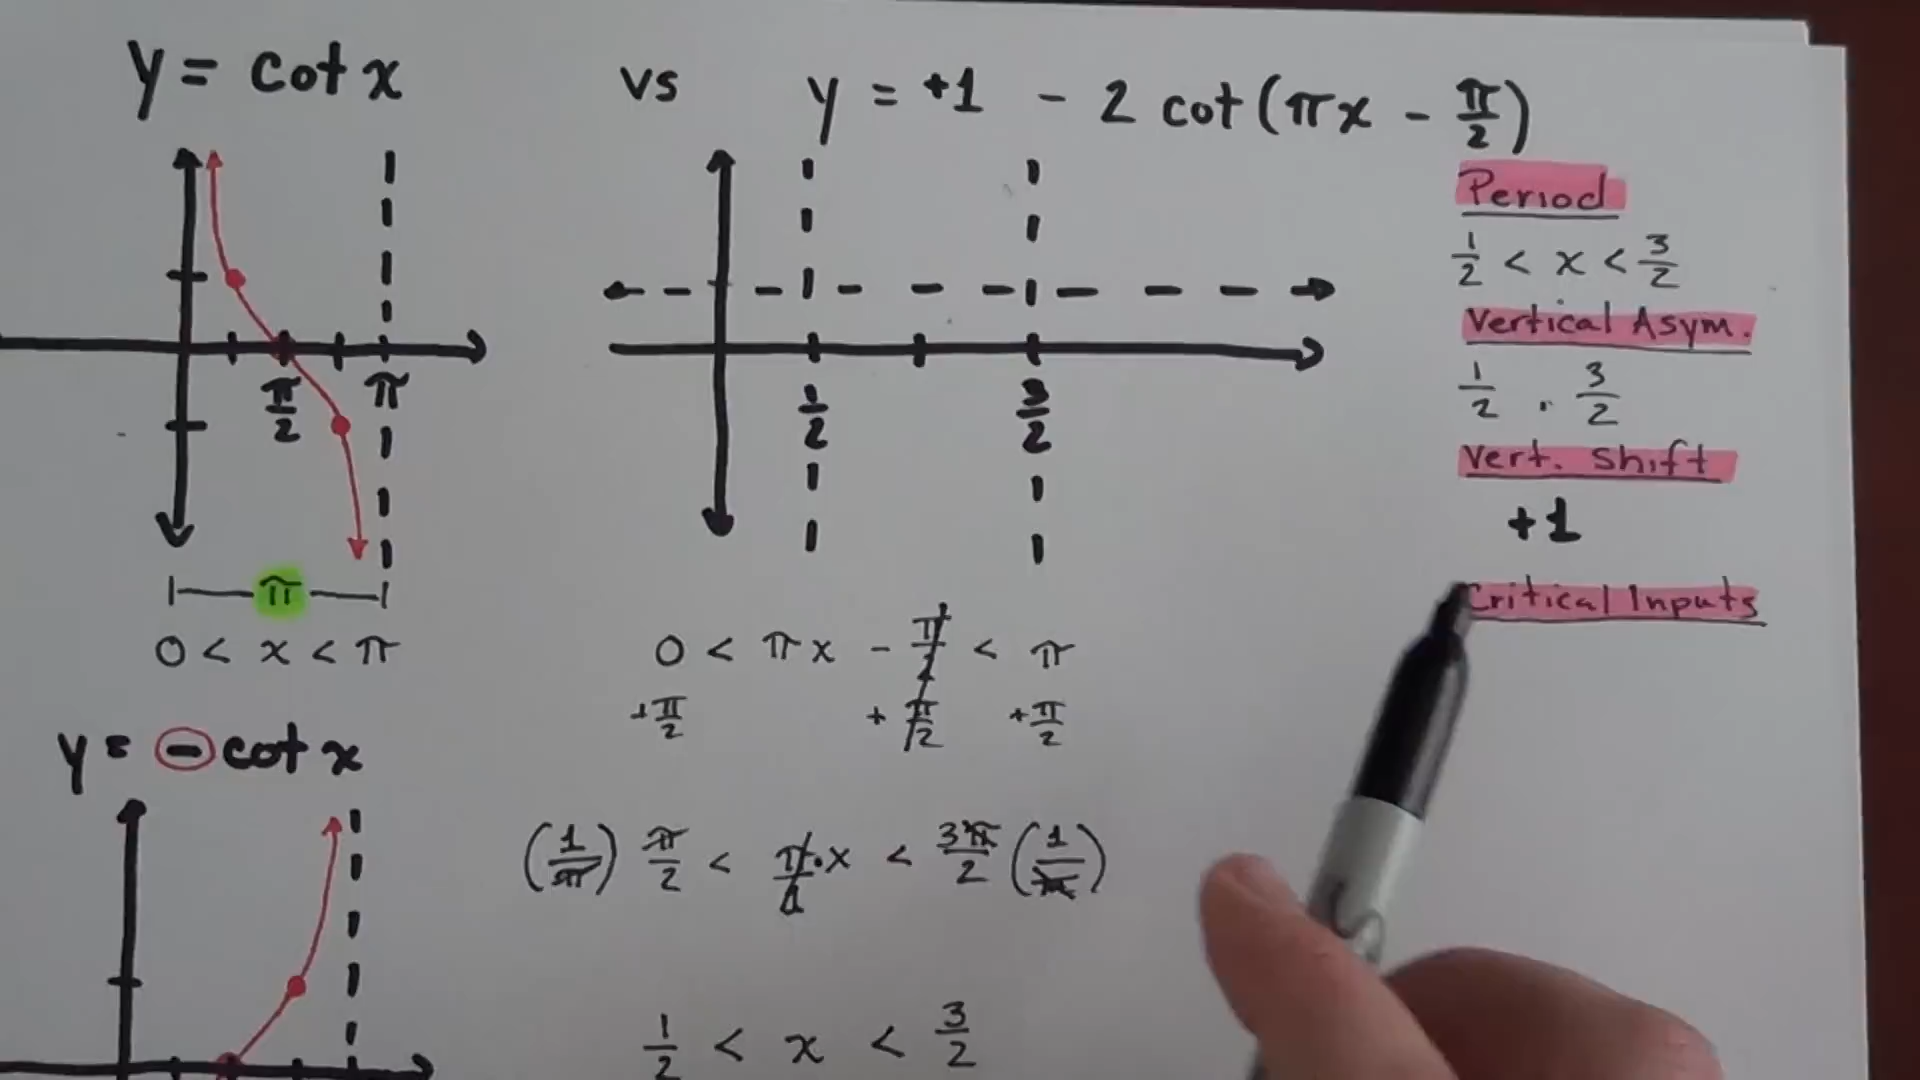 y = cot x
vs
y = +1 - 2 cot(πx - π/2)
Period
1/2 < x < 3/2
Vertical Asym.
1/2 , 3/2
Vert. Shift
+1
Critical Inputs
π/2
π
1/2
3/2
π
0 < x < π
0 < πx - π/2 < π
+π/2 +π/2 +π/2
y = - cot x
(1/π) π/2 < π/1 · x < 3π/2 (1/π)
1/2 < x < 3/2